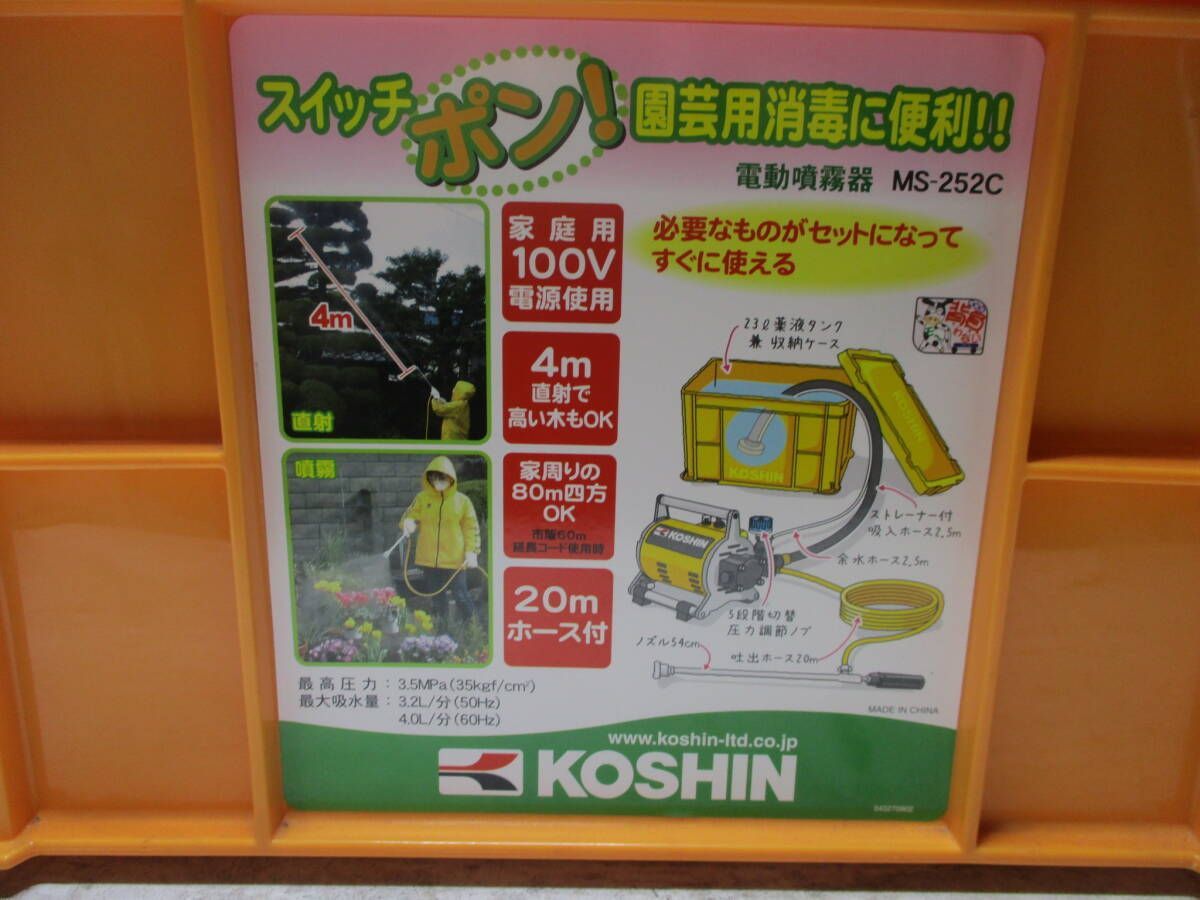 スイッチポン!園芸用消毒に便利!!
電動噴霧器 MS-252C
必要なものがセットになって
すぐに使える
4m
直射
噴霧
家庭用
100V
電源使用
4m
直射で
高い木もOK
家周りの
80m四方
OK
市販60m
延長コード使用時
20m
ホース付
23ℓ薬液タンク
兼収納ケース
KOSHIN
KOSHIN
ストレーナー付
吸入ホース2.5m
KOSHIN
余水ホース2.5m
5段階切替
圧力調節ノブ
ノズル54cm
吐出ホース20m
最高圧力 : 3.5MPa(35kgf/cm²)
最大吸水量 : 3.2L/分(50Hz)
4.0L/分(60Hz)
MADE IN CHINA
www.koshin-ltd.co.jp
KOSHIN